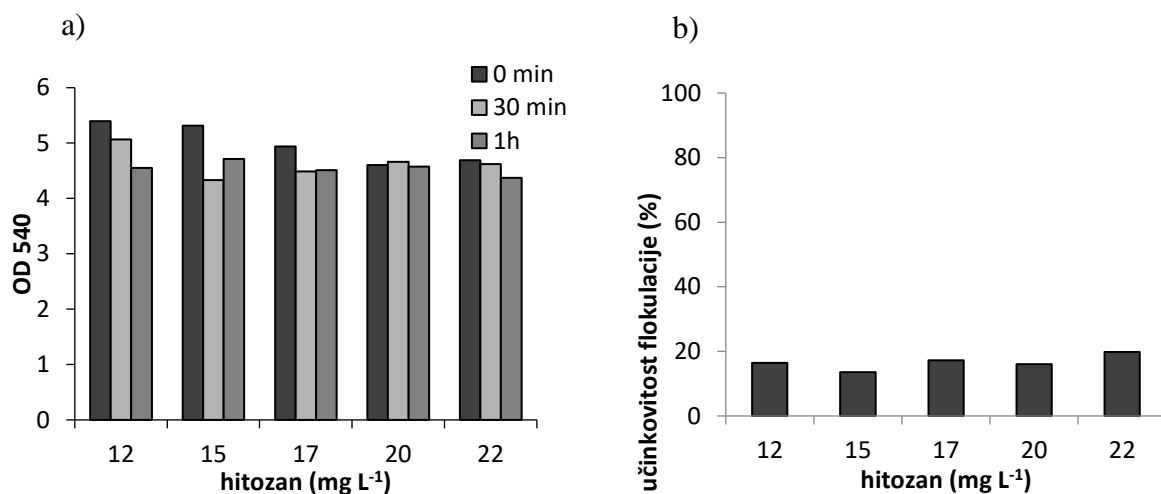 a)
0 min
30 min
1h
6
5
4
3
2
1
0
OD 540
12 15 17 20 22
hitozan (mg L⁻¹)
b)
100
80
60
40
20
0
učinkovitost flokulacije (%)
12 15 17 20 22
hitozan (mg L⁻¹)